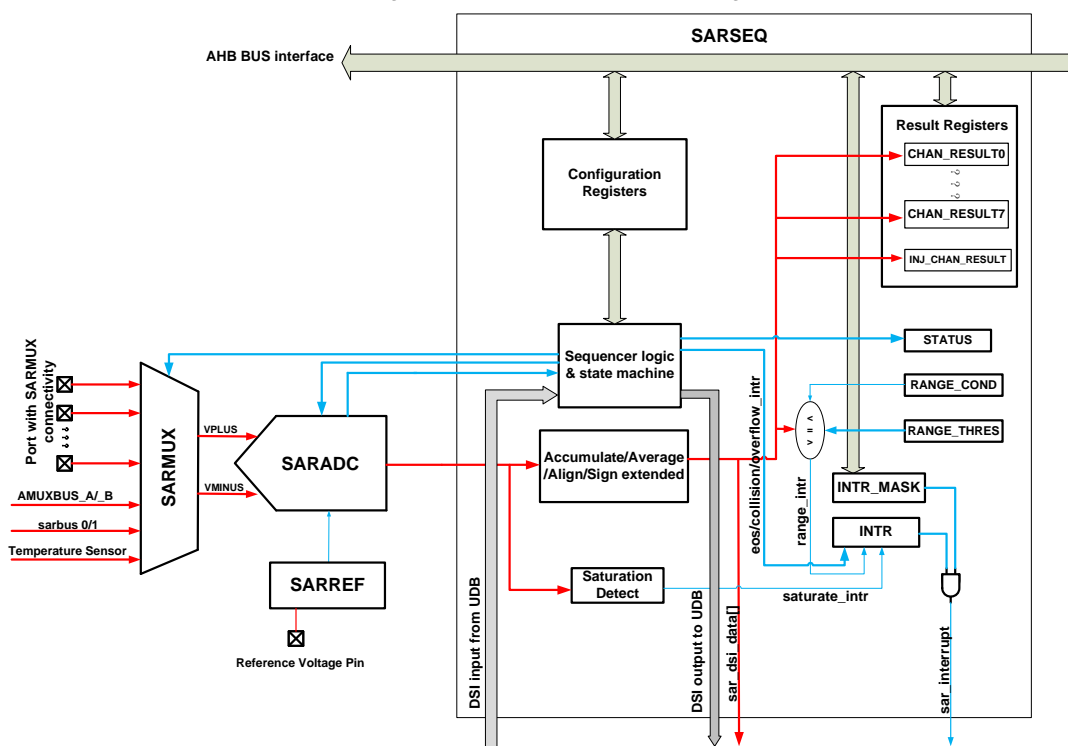 SARSEQ
AHB BUS interface
Result Registers
CHAN_RESULT0
CHAN_RESULT7
INJ_CHAN_RESULT
Configuration
Registers
Sequencer logic
& state machine
STATUS
RANGE_COND
RANGE_THRES
< = >
Port with SARMUX
connectivity
SARMUX
VPLUS
VMINUS
SARADC
Accumulate/Average
/Align/Sign extended
AMUXBUS_A/_B
sarbus 0/1
Temperature Sensor
SARREF
Reference Voltage Pin
Saturation
Detect
saturate_intr
eos/collision/overflow_intr
range_intr
INTR_MASK
INTR
DSI input from UDB
DSI output to UDB
sar_dsi_data[]
sar_interrupt